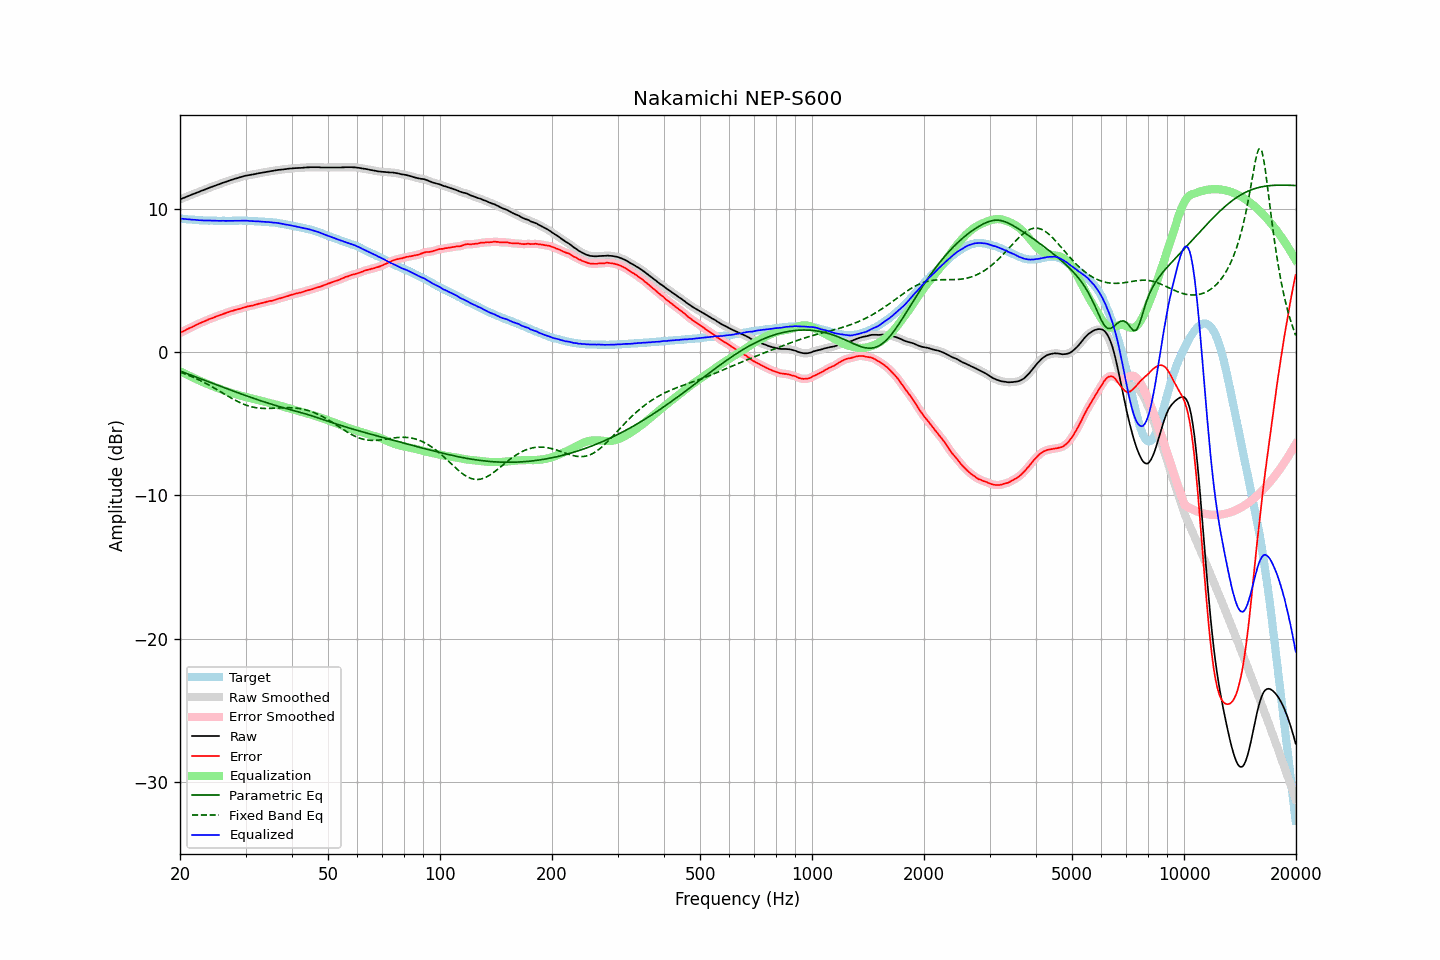 Nakamichi NEP-S600
Amplitude (dBr)
10
0
−10
−20
−30
Target
Raw Smoothed
Error Smoothed
Raw
Error
Equalization
Parametric Eq
Fixed Band Eq
Equalized
20 50 100 200 500 1000 2000 5000 10000 20000
Frequency (Hz)